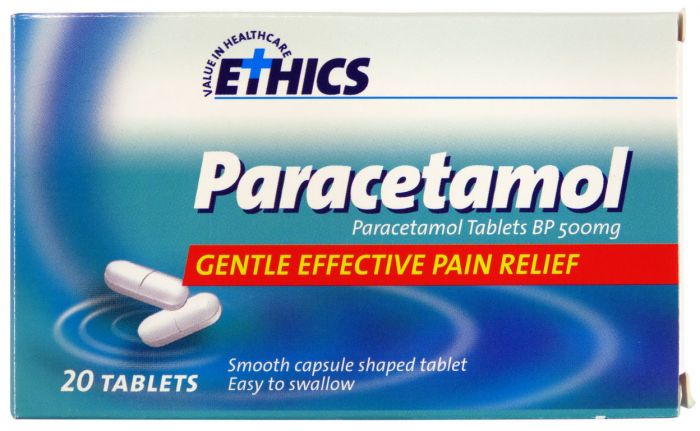 VALUE IN HEALTHCARE
ETHICS
Paracetamol
Paracetamol Tablets BP 500mg
GENTLE EFFECTIVE PAIN RELIEF
20 TABLETS
Smooth capsule shaped tablet
Easy to swallow